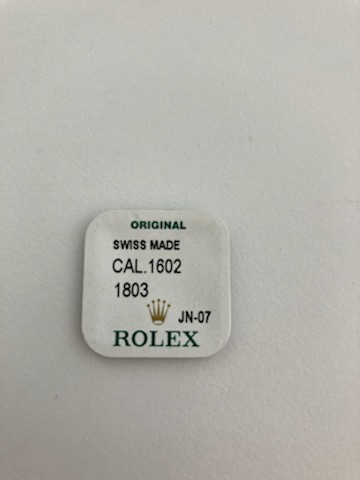 ORIGINAL
SWISS MADE
CAL.1602
1803
JN-07
ROLEX